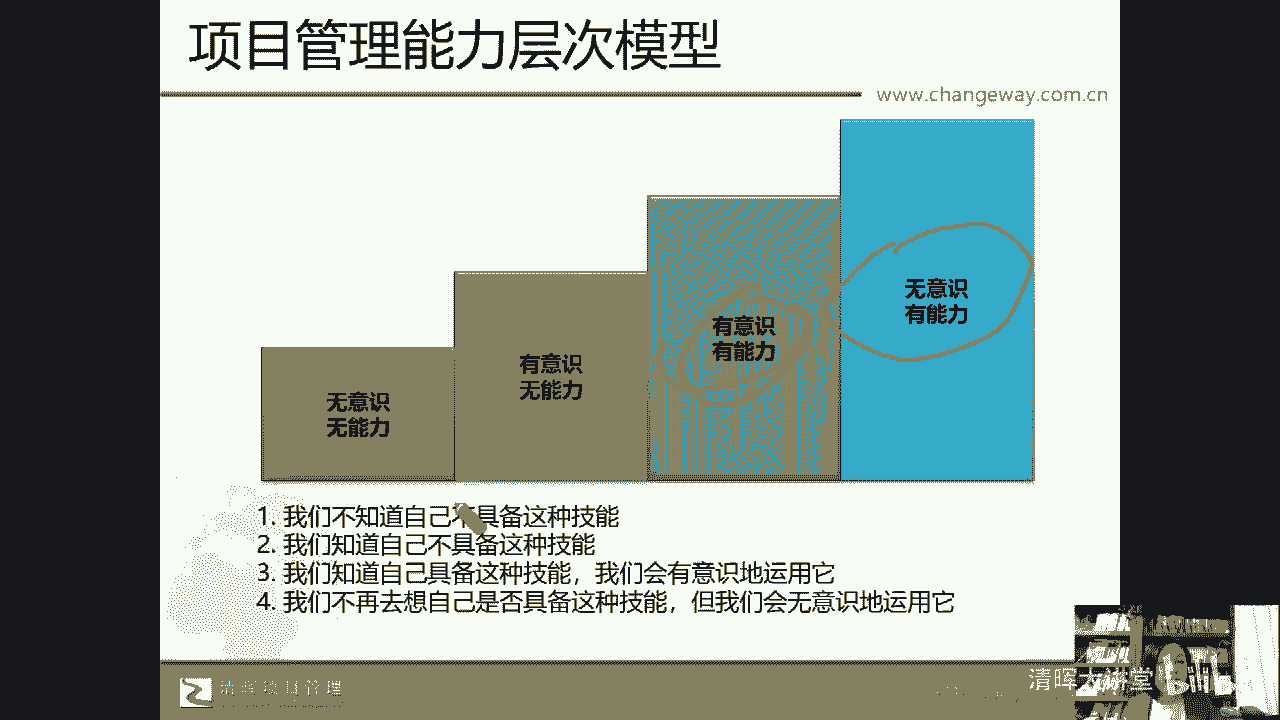 项目管理能力层次模型
www.changeway.com.cn
无意识
无能力
有意识
无能力
有意识
有能力
无意识
有能力
1. 我们不知道自己不具备这种技能
2. 我们知道自己不具备这种技能
3. 我们知道自己具备这种技能，我们会有意识地运用它
4. 我们不再去想自己是否具备这种技能，但我们会无意识地运用它
清晖项目管理
清晖大讲堂